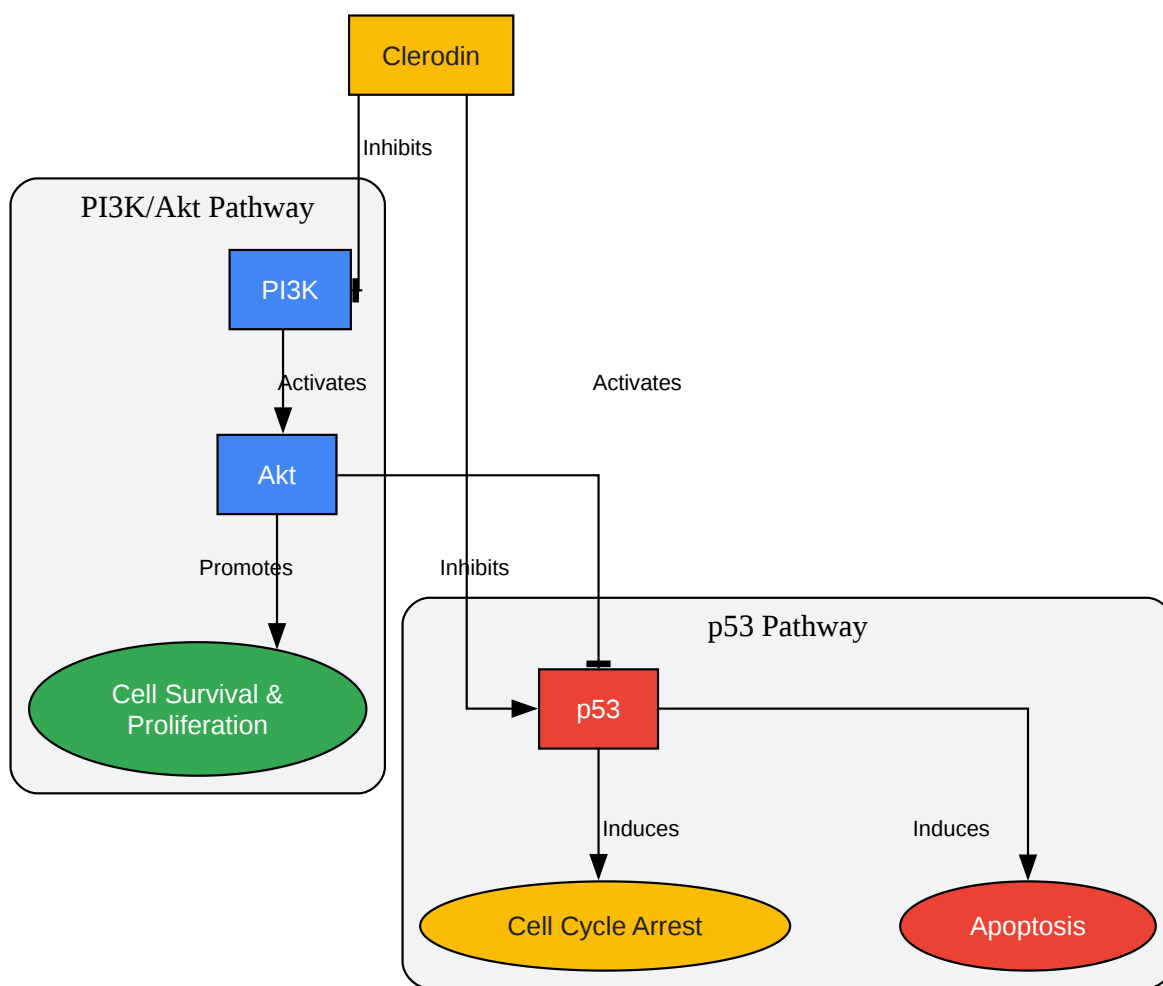 Clerodin
Inhibits
PI3K/Akt Pathway
PI3K
Activates
Activates
Akt
Promotes
Inhibits
p53 Pathway
Cell Survival &
Proliferation
p53
Induces
Induces
Cell Cycle Arrest
Apoptosis